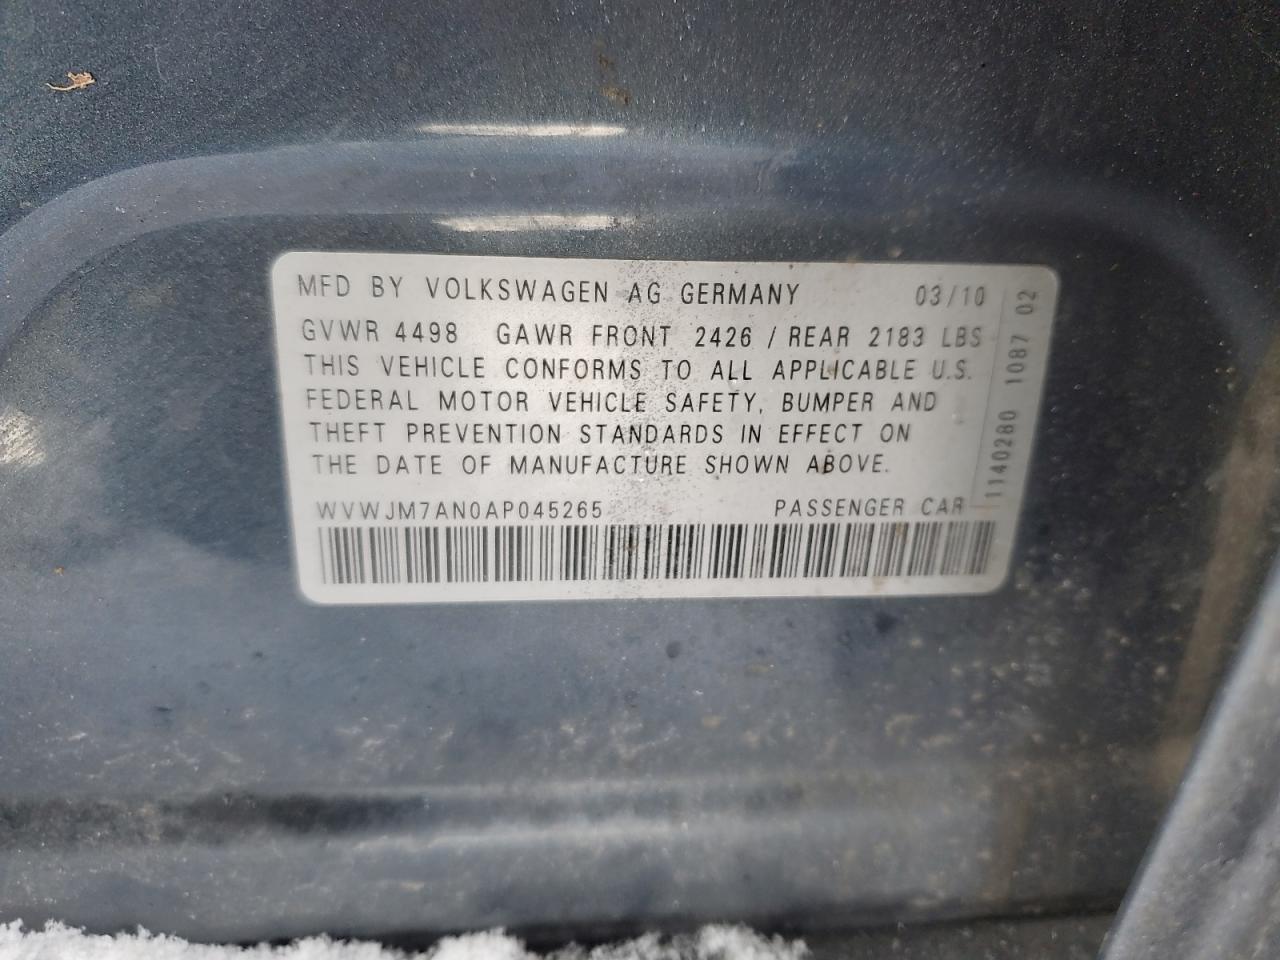 MFD BY VOLKSWAGEN AG GERMANY 03/10
GVWR 4498 GAWR FRONT 2426 / REAR 2183 LBS
THIS VEHICLE CONFORMS TO ALL APPLICABLE U.S.
FEDERAL MOTOR VEHICLE SAFETY, BUMPER AND
THEFT PREVENTION STANDARDS IN EFFECT ON
THE DATE OF MANUFACTURE SHOWN ABOVE.
WVWJM7AN0AP045265 PASSENGER CAR
1140280 1087 02